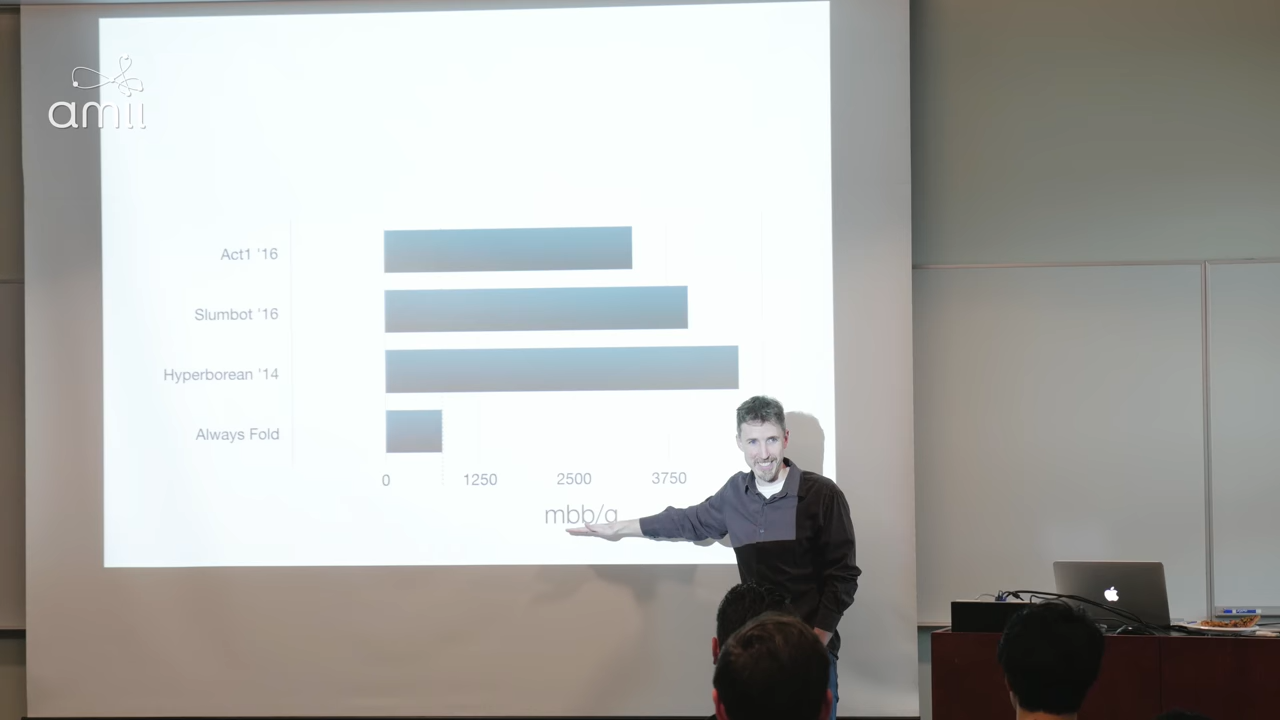 amii
Act1 '16
Slumbot '16
Hyperborean '14
Always Fold
0 1250 2500 3750
mbb/g